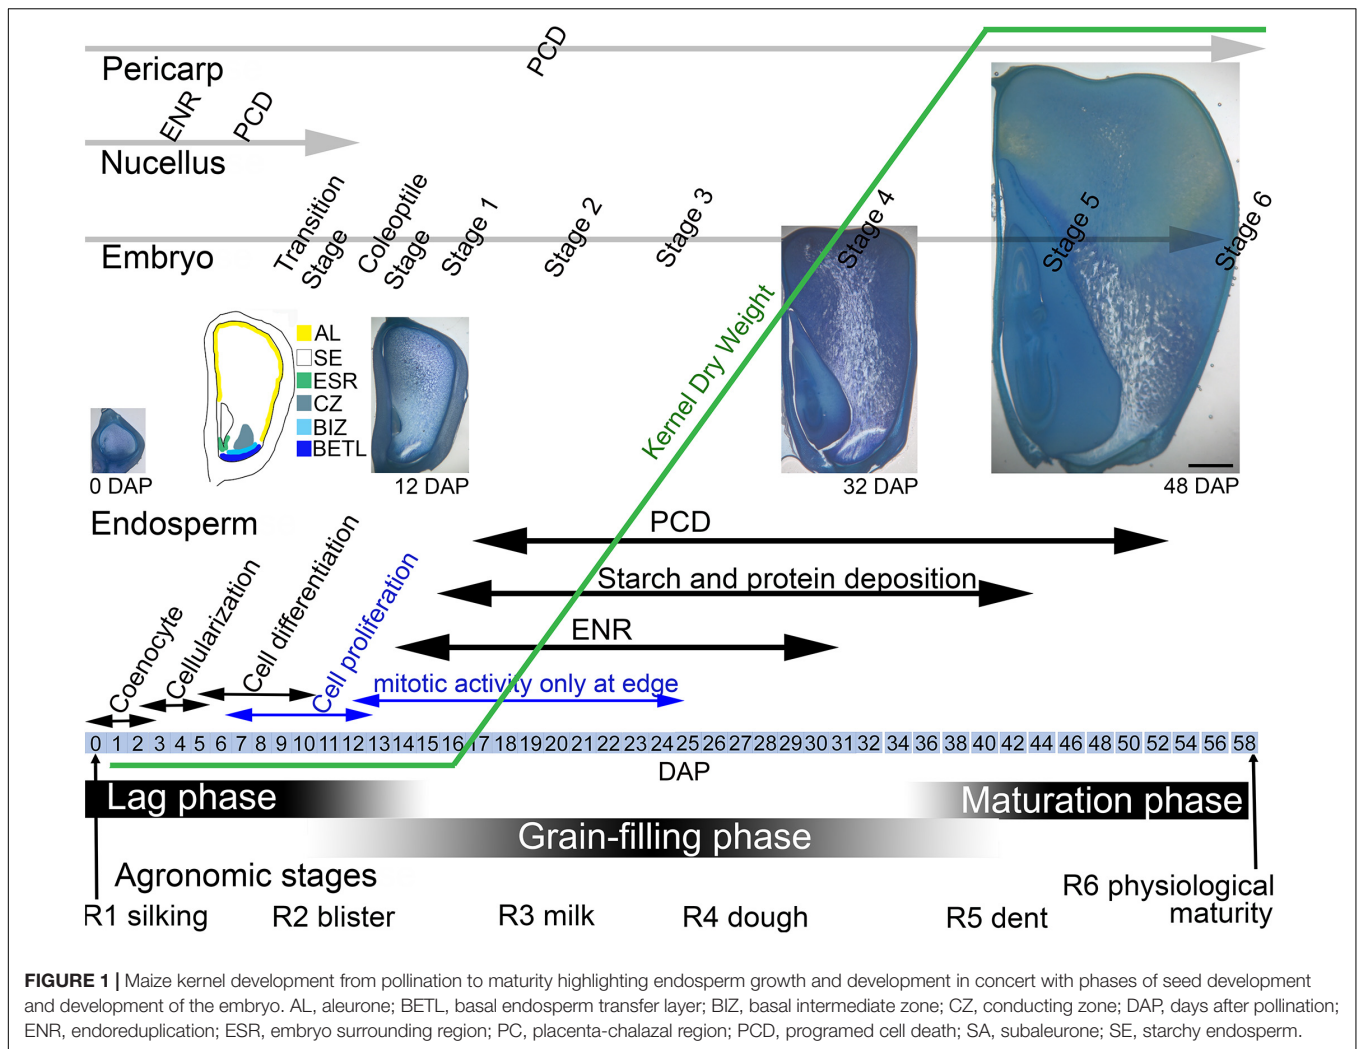 PCD
Pericarp
ENR
PCD
Nucellus
Transition
Stage
Coleoptile
Stage
Stage 1
Stage 2
Stage 3
Stage 4
Stage 5
Stage 6
Embryo
Kernel Dry Weight
AL
SE
ESR
CZ
BIZ
BETL
0 DAP
12 DAP
32 DAP
48 DAP
Endosperm
PCD
Starch and protein deposition
ENR
Coenocyte
Cellularization
Cell differentiation
Cell proliferation
mitotic activity only at edge
0 1 2 3 4 5 6 7 8 9 10 11 12 13 14 15 16 17 18 19 20 21 22 23 24 25 26 27 28 29 30 31 32 34 36 38 40 42 44 46 48 50 52 54 56 58
DAP
Lag phase
Maturation phase
Grain-filling phase
Agronomic stages
R1 silking
R2 blister
R3 milk
R4 dough
R5 dent
R6 physiological
maturity
FIGURE 1 | Maize kernel development from pollination to maturity highlighting endosperm growth and development in concert with phases of seed development
and development of the embryo. AL, aleurone; BETL, basal endosperm transfer layer; BIZ, basal intermediate zone; CZ, conducting zone; DAP, days after pollination;
ENR, endoreduplication; ESR, embryo surrounding region; PC, placenta-chalazal region; PCD, programed cell death; SA, subaleurone; SE, starchy endosperm.